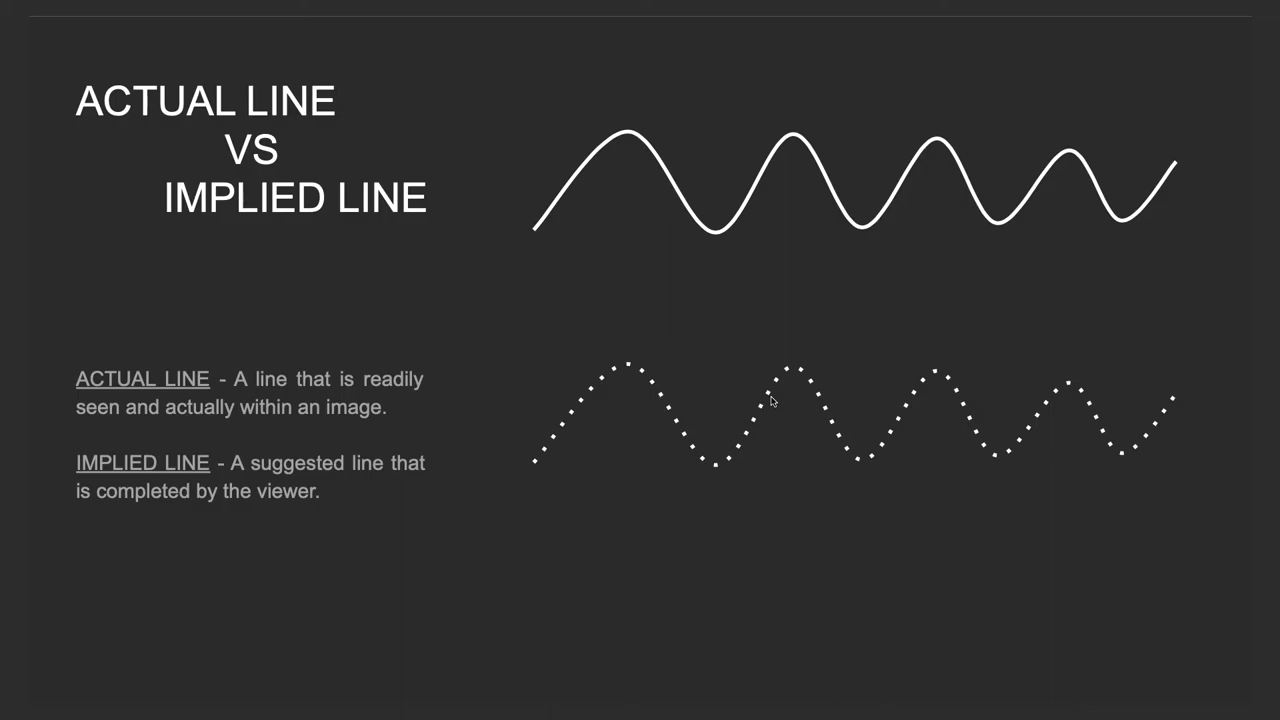 ACTUAL LINE
VS
IMPLIED LINE
ACTUAL LINE - A line that is readily
seen and actually within an image.
IMPLIED LINE - A suggested line that
is completed by the viewer.